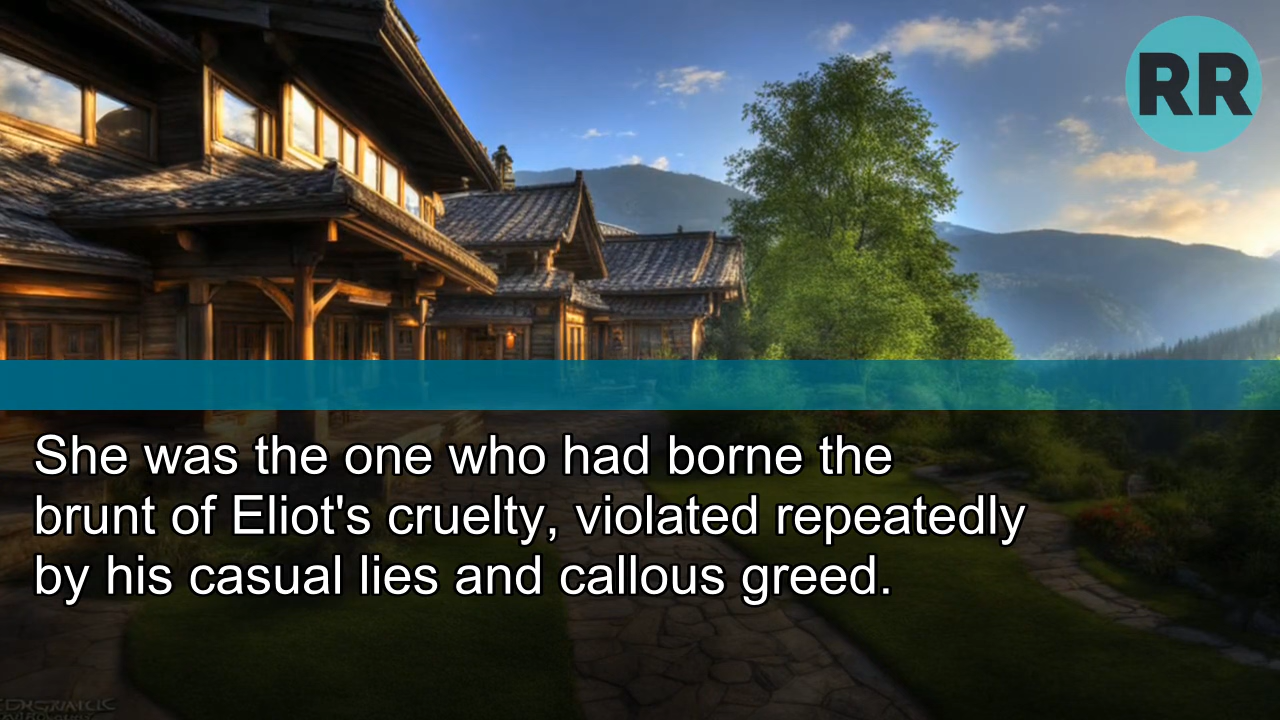 RR
She was the one who had borne the
brunt of Eliot's cruelty, violated repeatedly
by his casual lies and callous greed.